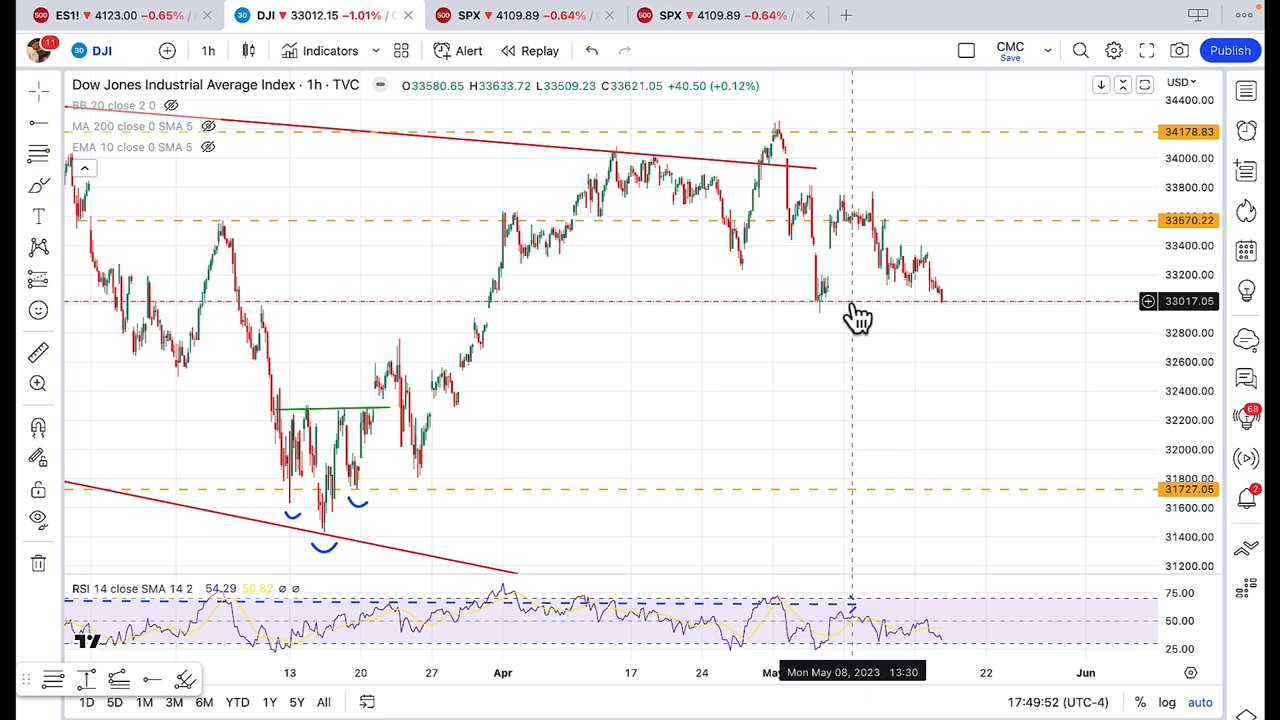 500 ES1! ▼ 4123.00 −0.65% /
30 DJI ▼ 33012.15 −1.01% /
500 SPX ▼ 4109.89 −0.64% /
500 SPX ▼ 4109.89 −0.64% /
11 30 DJI 1h Indicators Alert Replay CMC Save Publish
Dow Jones Industrial Average Index · 1h · TVC O33580.65 H33633.72 L33509.23 C33621.05 +40.50 (+0.12%) USD
BB 20 close 2 0
MA 200 close 0 SMA 5
EMA 10 close 0 SMA 5
34400.00
34178.83
34000.00
33800.00
33570.22
33400.00
33200.00
33017.05
32800.00
32600.00
32400.00
32200.00
32000.00
31800.00
31727.05
31600.00
31400.00
31200.00
68
2
RSI 14 close SMA 14 2 54.29 50.82 ø ø
75.00
50.00
25.00
13 20 27 Apr 17 24 May Mon May 08, 2023 13:30 22 Jun
1D 5D 1M 3M 6M YTD 1Y 5Y All 17:49:52 (UTC-4) % log auto